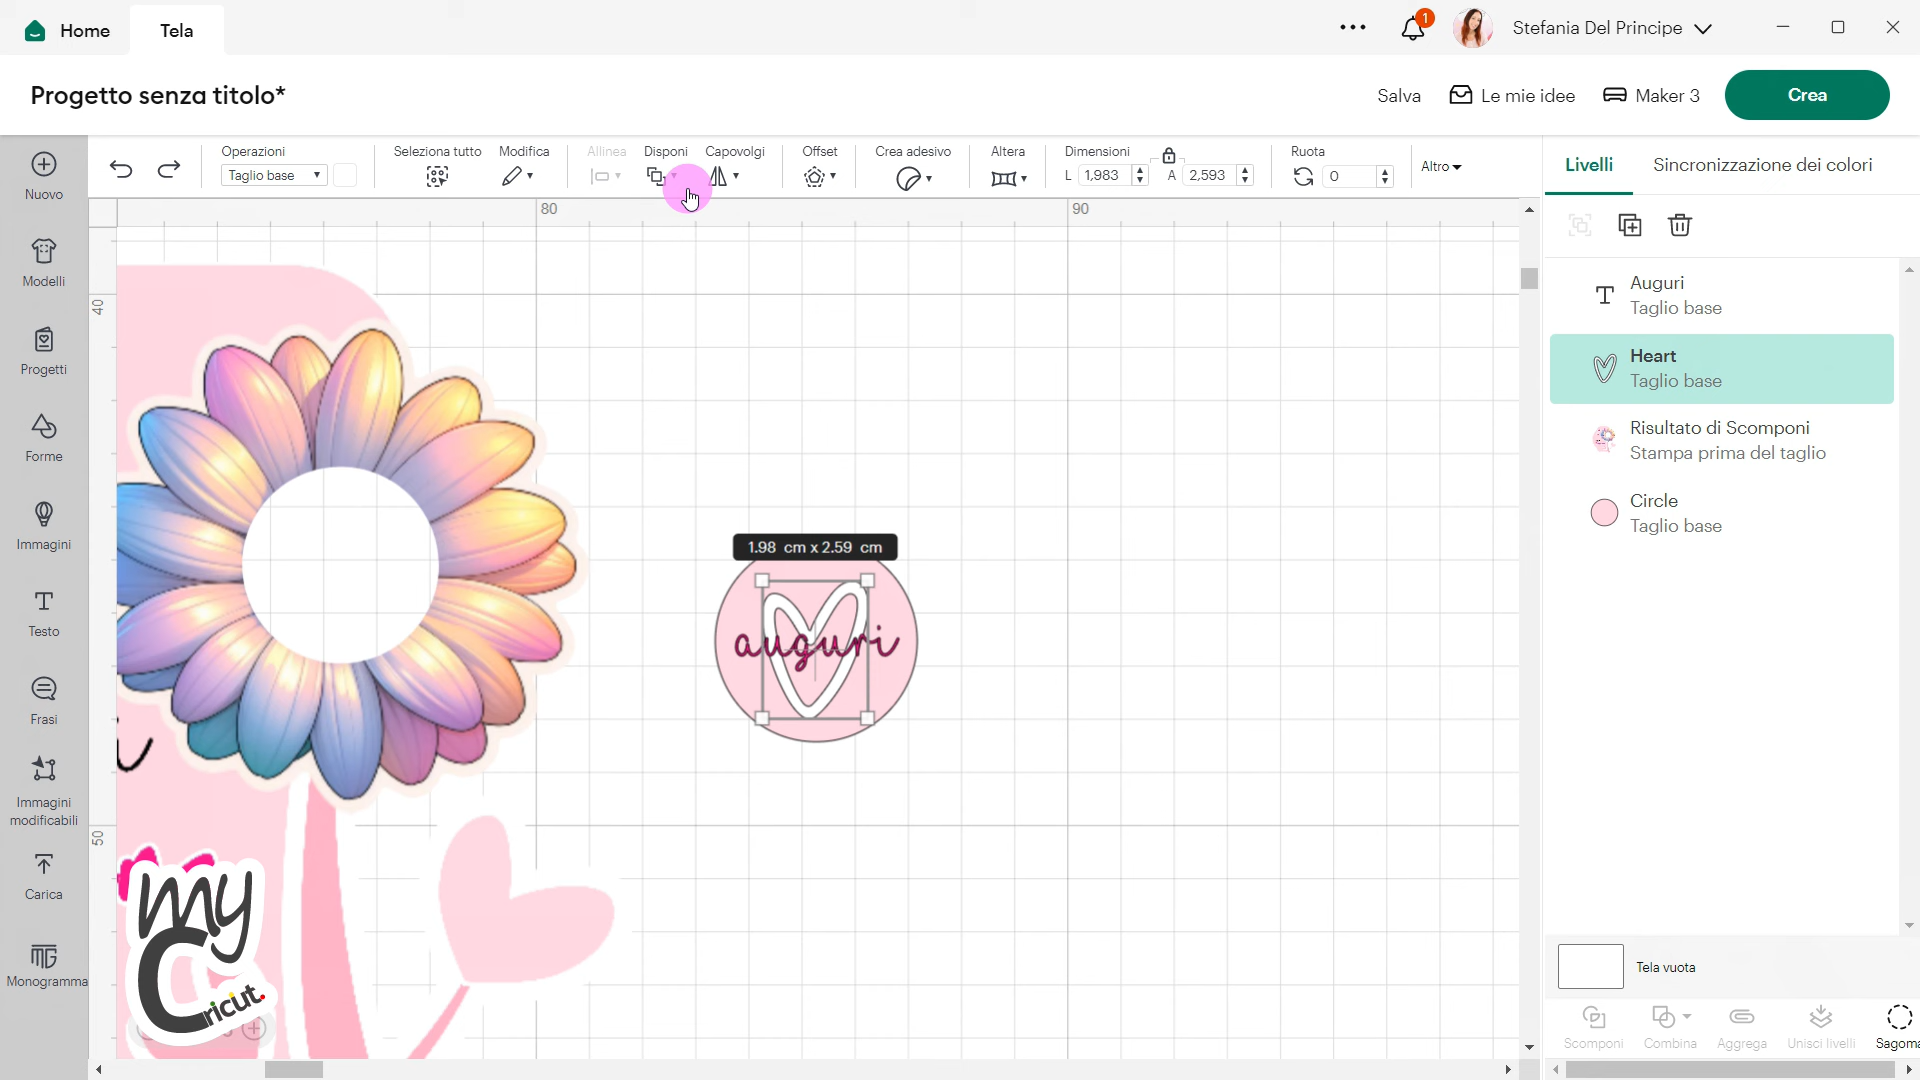 Home
Tela
1
Stefania Del Principe
Progetto senza titolo*
Salva
Le mie idee
Maker 3
Crea
Operazioni
Taglio base
Seleziona tutto
Modifica
Allinea
Disponi
Capovolgi
Offset
Crea adesivo
Altera
Dimensioni
L 1,983
A 2,593
Ruota
0
Altro
Livelli
Sincronizzazione dei colori
Nuovo
Modelli
Progetti
Forme
Immagini
Testo
Frasi
Immagini
modificabili
Carica
Monogramma
80
90
40
50
1.98 cm x 2.59 cm
auguri
my
Cricut.
Auguri
Taglio base
Heart
Taglio base
Risultato di Scomponi
Stampa prima del taglio
Circle
Taglio base
Tela vuota
Scomponi
Combina
Aggrega
Unisci livelli
Sagoma